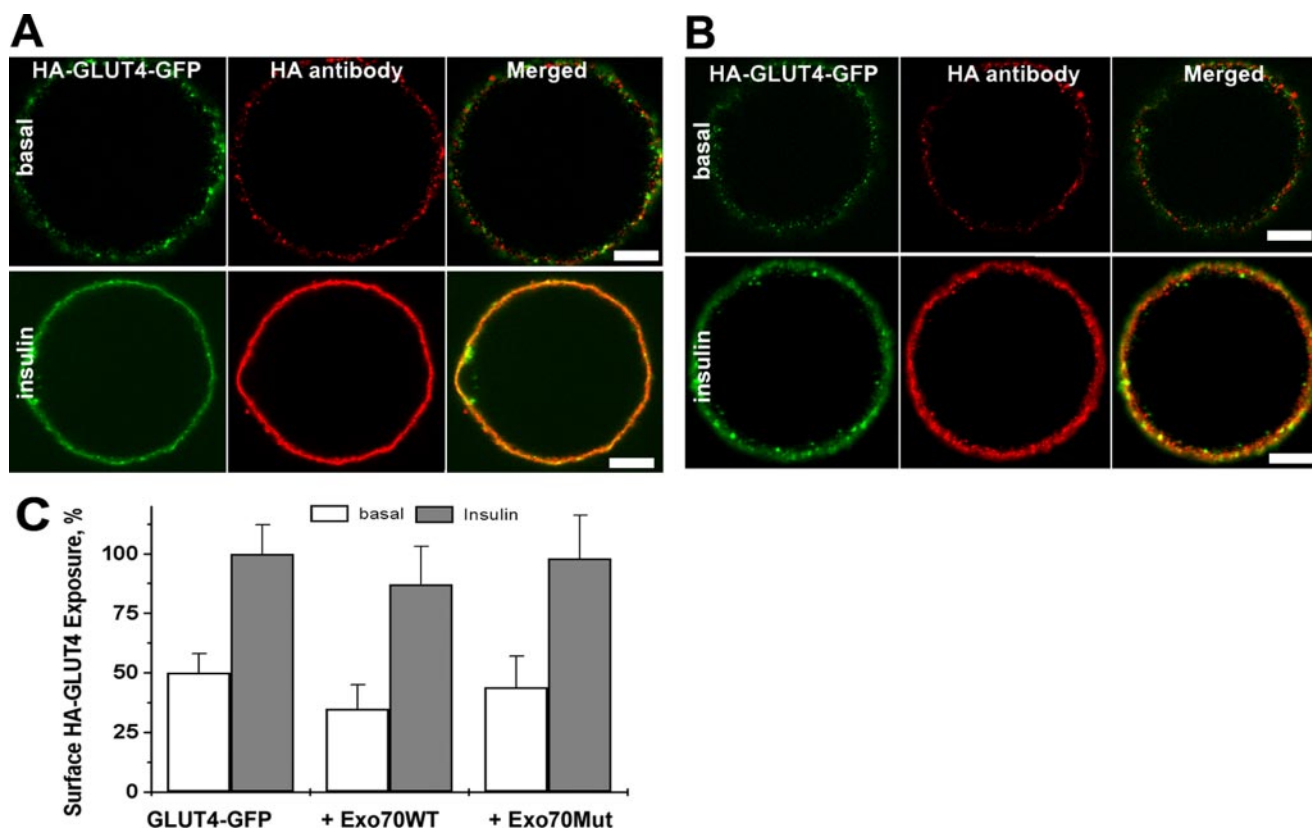 A
HA-GLUT4-GFP HA antibody Merged
basal
insulin
B
HA-GLUT4-GFP HA antibody Merged
basal
insulin
C
basal Insulin
Surface HA-GLUT4 Exposure, %
100
75
50
25
0
GLUT4-GFP + Exo70WT + Exo70Mut